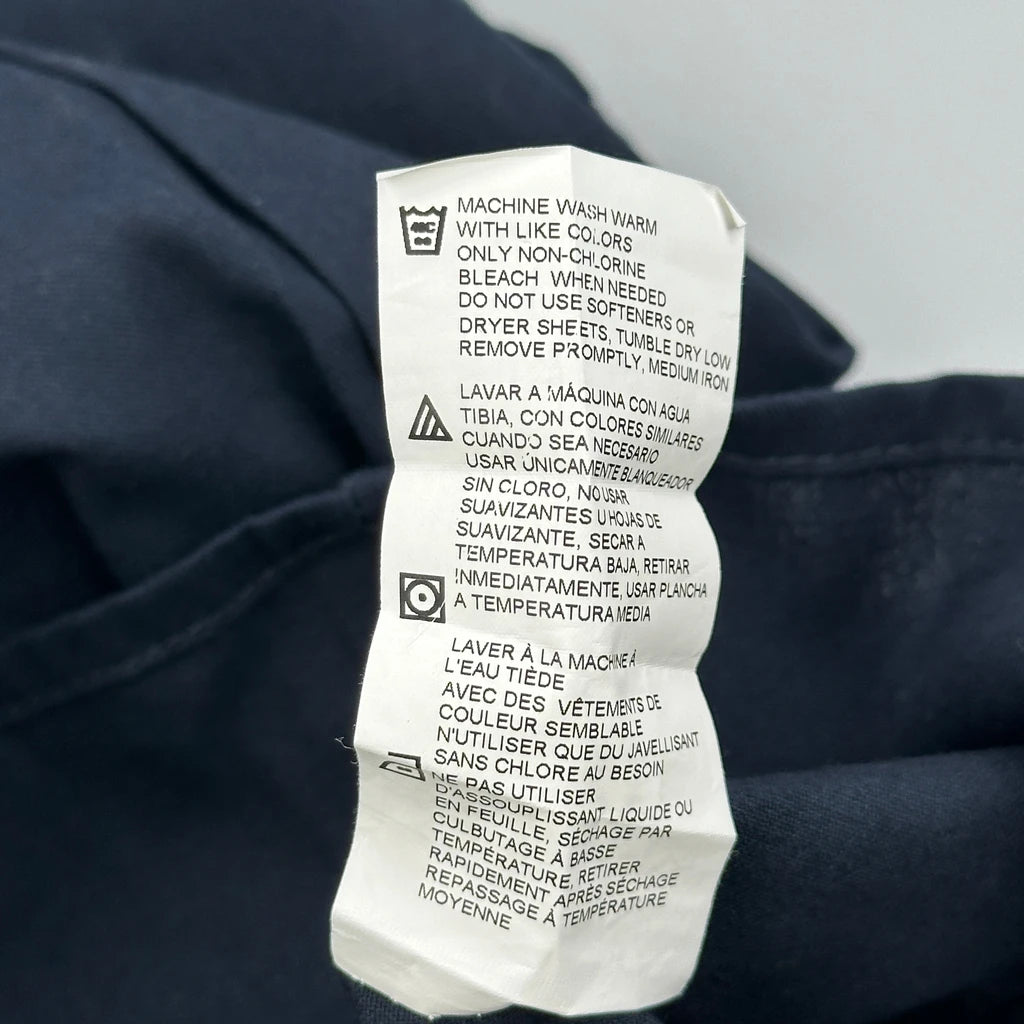 MACHINE WASH WARM
WITH LIKE COLORS
ONLY NON-CHLORINE
BLEACH WHEN NEEDED
DO NOT USE SOFTENERS OR
DRYER SHEETS, TUMBLE DRY LOW
REMOVE PROMPTLY, MEDIUM IRON
LAVAR A MÁQUINA CON AGUA
TIBIA, CON COLORES SIMILARES
CUANDO SEA NECESARIO
USAR ÚNICAMENTE BLANQUEADOR
SIN CLORO, NO USAR
SUAVIZANTES U HOJAS DE
SUAVIZANTE, SECAR A
TEMPERATURA BAJA, RETIRAR
INMEDIATAMENTE, USAR PLANCHA
A TEMPERATURA MEDIA
LAVER À LA MACHINE À
L'EAU TIÈDE
AVEC DES VÊTEMENTS DE
COULEUR SEMBLABLE
N'UTILISER QUE DU JAVELLISANT
SANS CHLORE AU BESOIN
NE PAS UTILISER
D'ASSOUPLISSANT LIQUIDE OU
EN FEUILLE, SÉCHAGE PAR
CULBUTAGE À BASSE
TEMPÉRATURE, RETIRER
RAPIDEMENT APRÈS SÉCHAGE
REPASSAGE À TEMPÉRATURE
MOYENNE